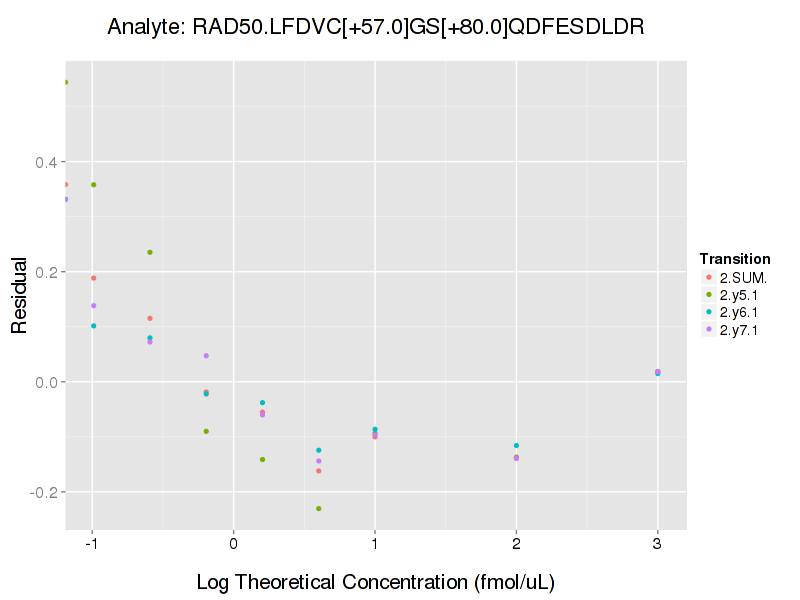 Analyte: RAD50.LFDVC[+57.0]GS[+80.0]QDFESDLDR
Residual
0.4
0.2
0.0
-0.2
-1
0
1
2
3
Log Theoretical Concentration (fmol/uL)
Transition
2.SUM.
2.y5.1
2.y6.1
2.y7.1